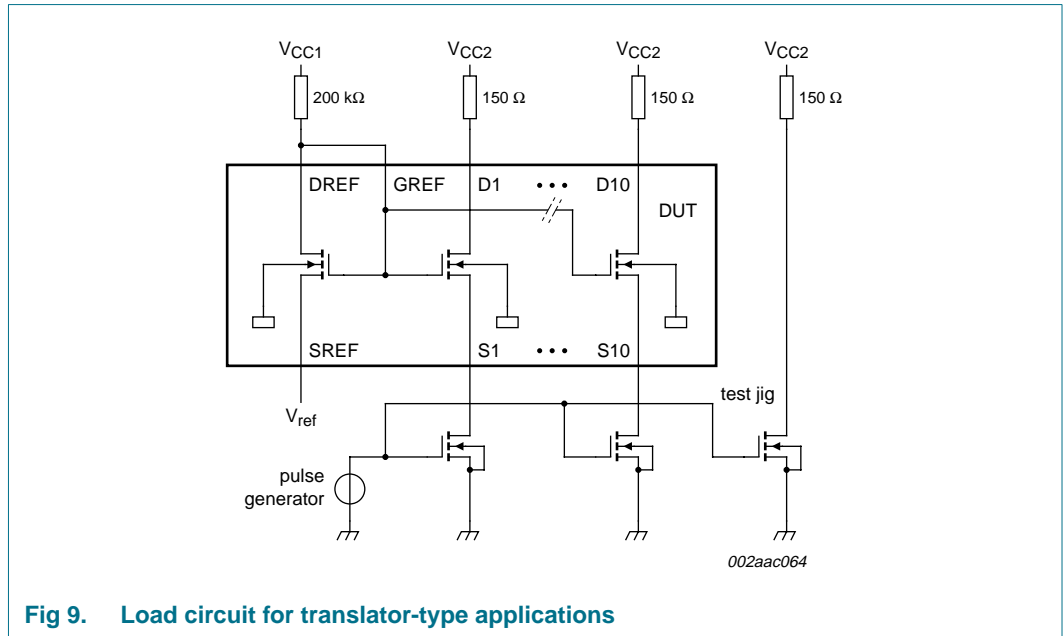 VCC1 VCC2 VCC2 VCC2
200 kΩ 150 Ω 150 Ω 150 Ω
DREF GREF D1 ••• D10
DUT
SREF S1 ••• S10
test jig
Vref
pulse
generator
002aac064
Fig 9. Load circuit for translator-type applications